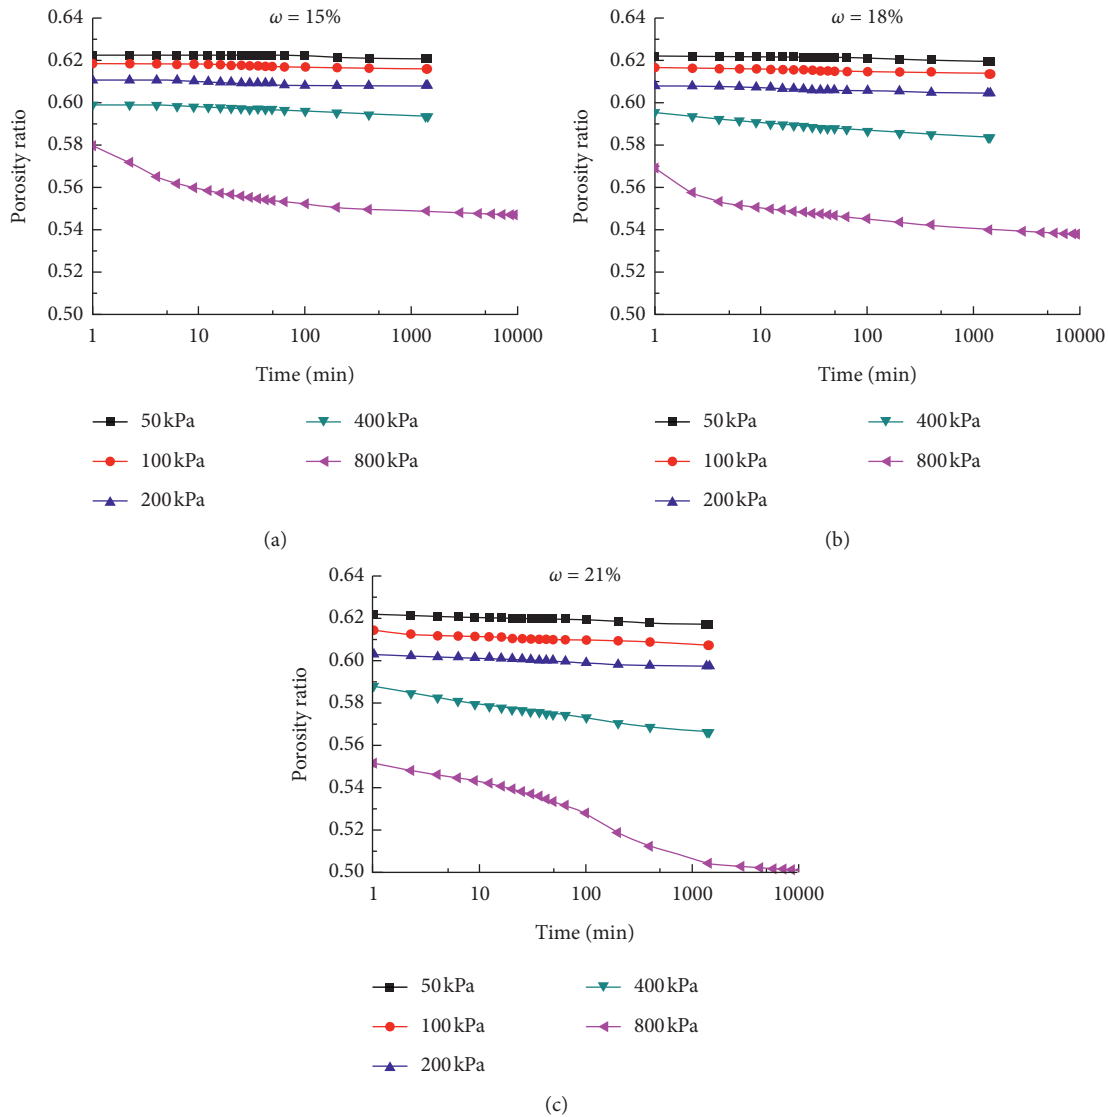 ω = 15%
Porosity ratio
0.64
0.62
0.60
0.58
0.56
0.54
0.52
0.50
1 10 100 1000 10000
Time (min)
50 kPa 400 kPa
100 kPa 800 kPa
200 kPa
(a)
ω = 18%
Porosity ratio
0.64
0.62
0.60
0.58
0.56
0.54
0.52
0.50
1 10 100 1000 10000
Time (min)
50 kPa 400 kPa
100 kPa 800 kPa
200 kPa
(b)
ω = 21%
Porosity ratio
0.64
0.62
0.60
0.58
0.56
0.54
0.52
0.50
1 10 100 1000 10000
Time (min)
50 kPa 400 kPa
100 kPa 800 kPa
200 kPa
(c)